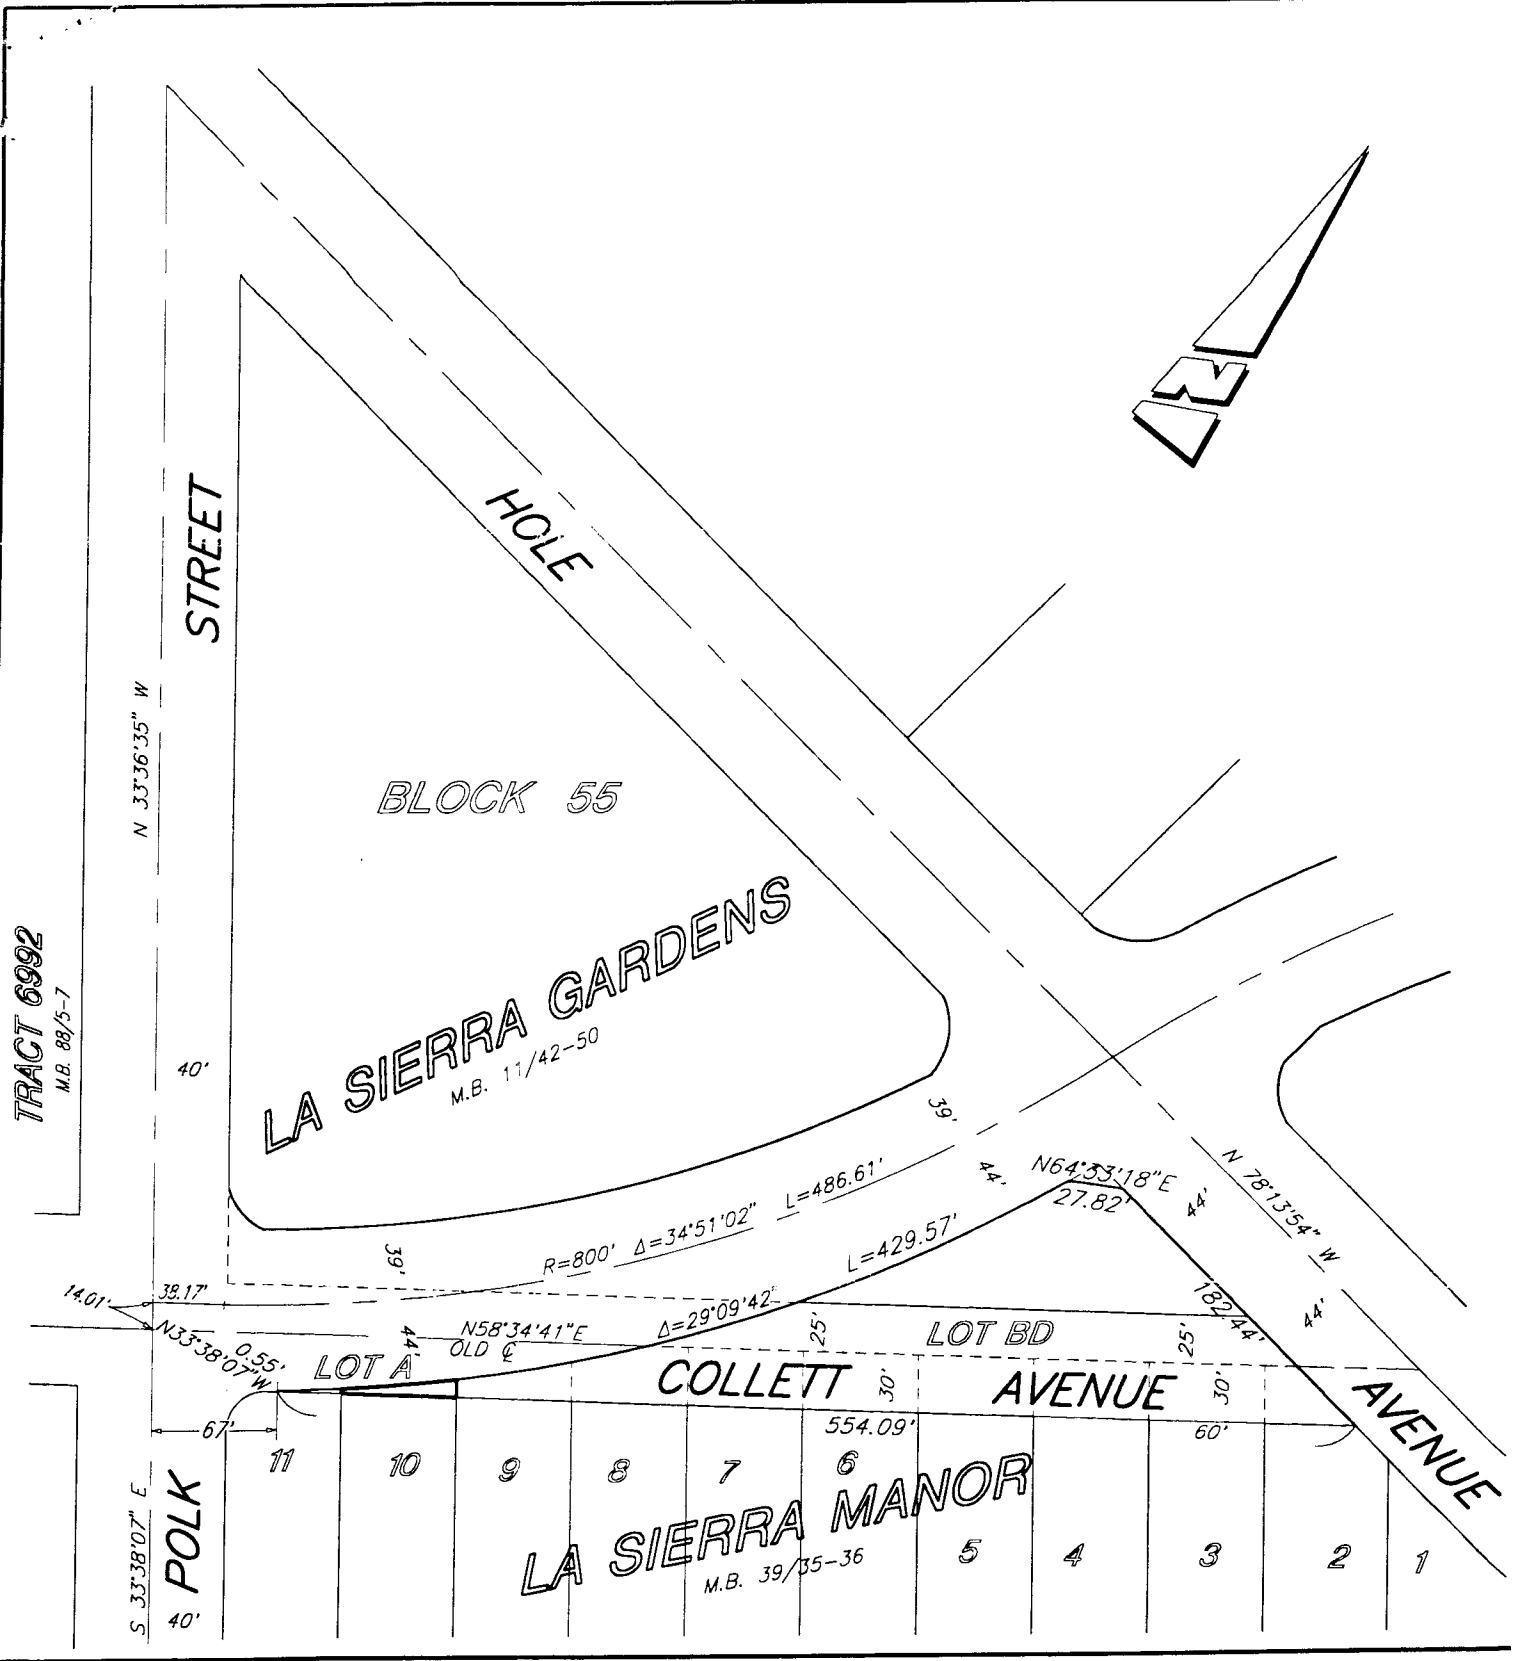 N
STREET
HOLE
N 33°36'35" W
BLOCK 55
LA SIERRA GARDENS
M.B. 11/42-50
TRACT 6992
M.B. 88/5-7
40'
39'
44'
N64°33'18"E
27.82'
44'
N 78°13'54" W
L=486.61'
R=800' Δ=34°51'02"
L=429.57'
39'
14.01'
38.17'
182.44'
44'
Δ=29°09'42"
N58°34'41"E
OLD ℄
44'
25'
LOT BD
25'
N33°38'07"W
0.55'
LOT A
COLLETT AVENUE
30'
30'
AVENUE
67'
554.09'
60'
11
10
9
8
7
6
5
4
3
2
1
LA SIERRA MANOR
M.B. 39/35-36
S 33°38'07" E
POLK
40'